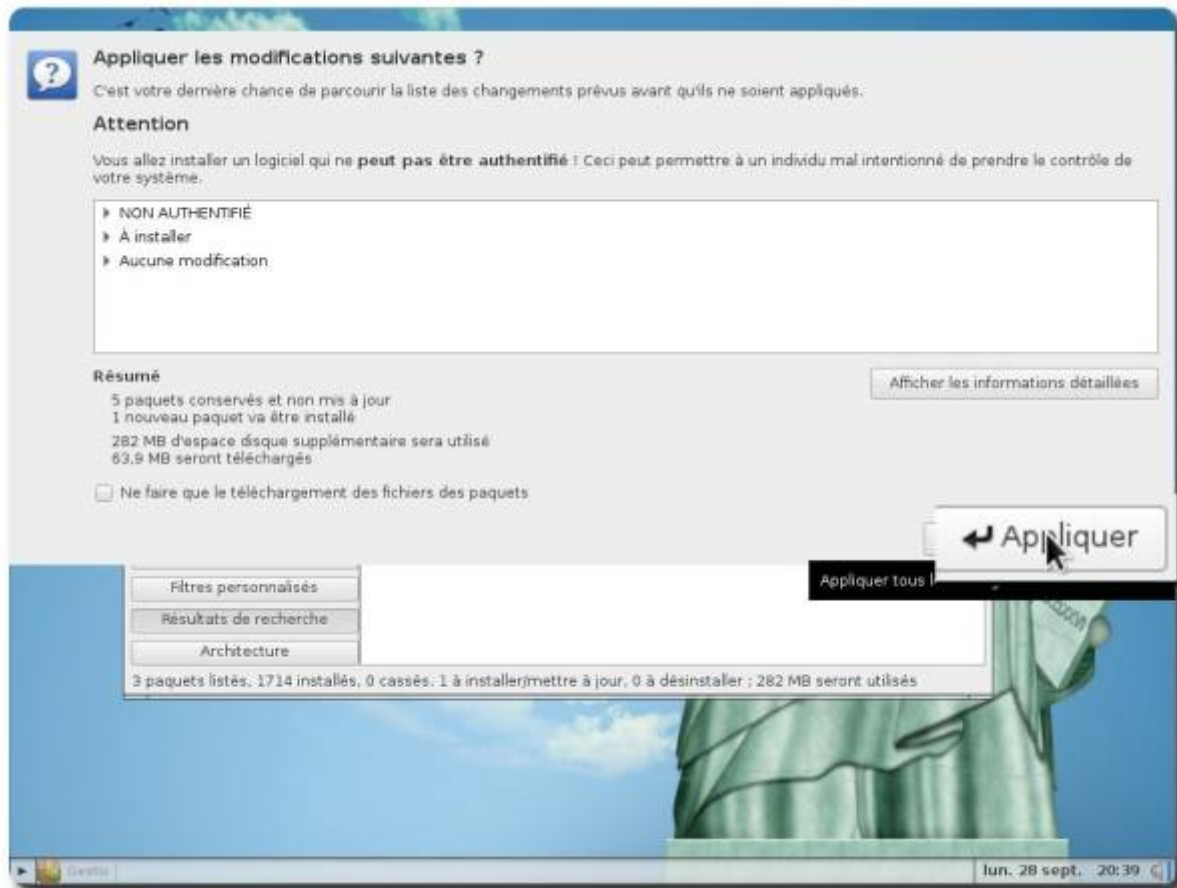 Appliquer les modifications suivantes ?
C'est votre dernière chance de parcourir la liste des changements prévus avant qu'ils ne soient appliqués.
Attention
Vous allez installer un logiciel qui ne peut pas être authentifié ! Ceci peut permettre à un individu mal intentionné de prendre le contrôle de
votre système.
NON AUTHENTIFIÉ
À installer
Aucune modification
Résumé
Afficher les informations détaillées
5 paquets conservés et non mis à jour
1 nouveau paquet va être installé
282 MB d'espace disque supplémentaire sera utilisé
63,9 MB seront téléchargés
Ne faire que le téléchargement des fichiers des paquets
Appliquer
Appliquer tous l
Filtres personnalisés
Résultats de recherche
Architecture
3 paquets listés, 1714 installés, 0 cassés. 1 à installer/mettre à jour, 0 à désinstaller ; 282 MB seront utilisés
Gestio
lun. 28 sept. 20:39